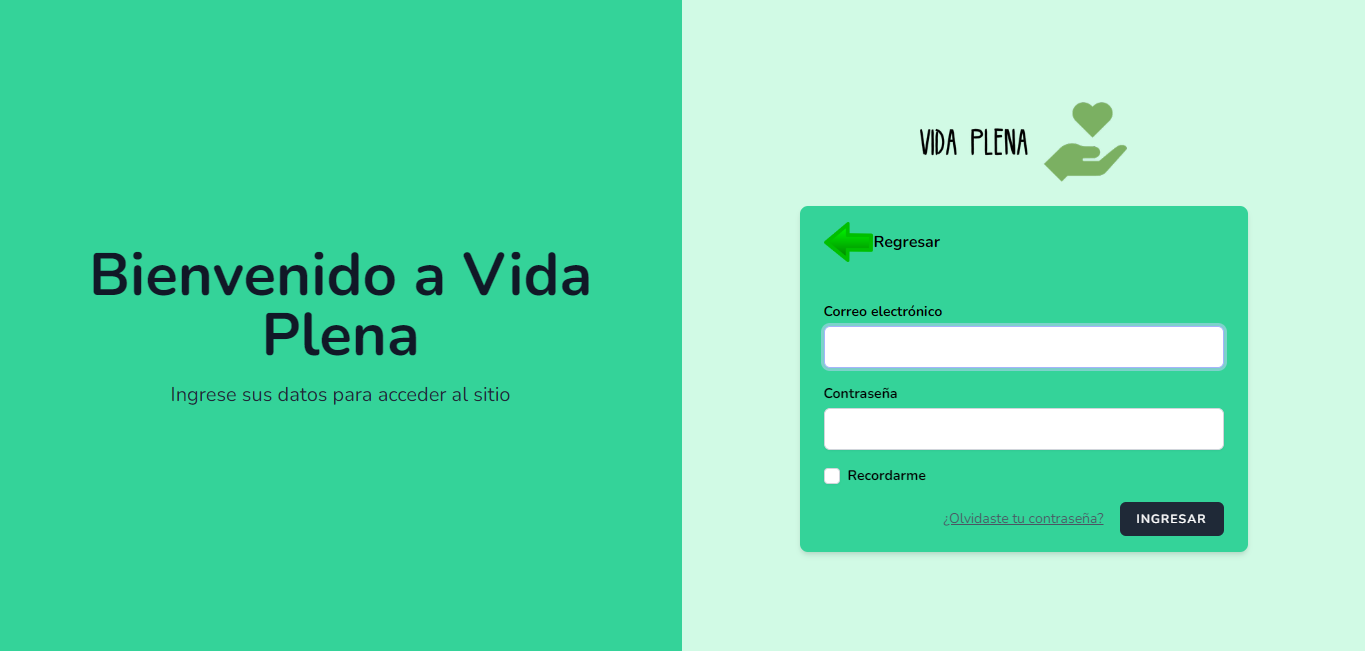 Bienvenido a Vida
Plena
Ingrese sus datos para acceder al sitio
VIDA PLENA
Regresar
Correo electrónico
Contraseña
Recordarme
¿Olvidaste tu contraseña?
INGRESAR